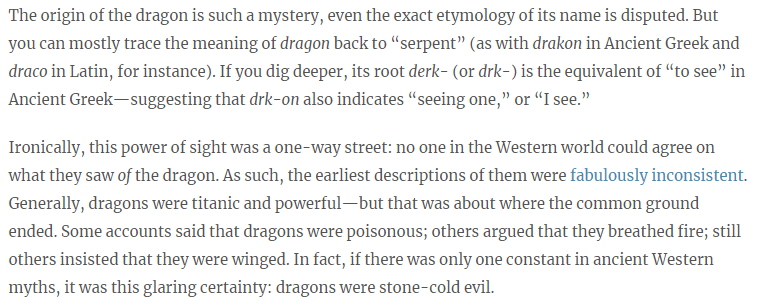 The origin of the dragon is such a mystery, even the exact etymology of its name is disputed. But
you can mostly trace the meaning of dragon back to “serpent” (as with drakon in Ancient Greek and
draco in Latin, for instance). If you dig deeper, its root derk- (or drk-) is the equivalent of “to see” in
Ancient Greek—suggesting that drk-on also indicates “seeing one,” or “I see.”
Ironically, this power of sight was a one-way street: no one in the Western world could agree on
what they saw of the dragon. As such, the earliest descriptions of them were fabulously inconsistent.
Generally, dragons were titanic and powerful—but that was about where the common ground
ended. Some accounts said that dragons were poisonous; others argued that they breathed fire; still
others insisted that they were winged. In fact, if there was only one constant in ancient Western
myths, it was this glaring certainty: dragons were stone-cold evil.